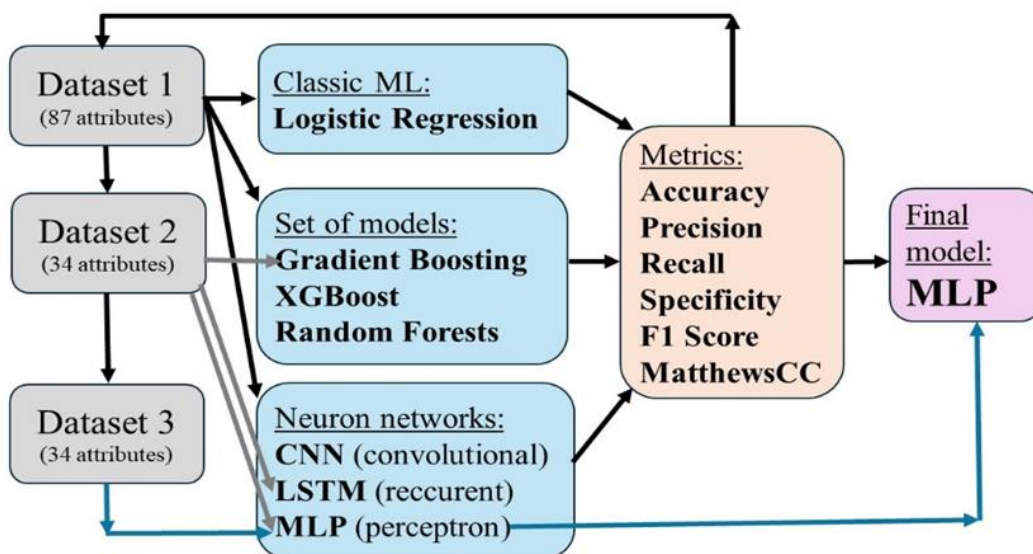 Dataset 1
(87 attributes)
Dataset 2
(34 attributes)
Dataset 3
(34 attributes)
Classic ML:
Logistic Regression
Set of models:
Gradient Boosting
XGBoost
Random Forests
Neuron networks:
CNN (convolutional)
LSTM (reccurent)
MLP (perceptron)
Metrics:
Accuracy
Precision
Recall
Specificity
F1 Score
MatthewsCC
Final
model:
MLP